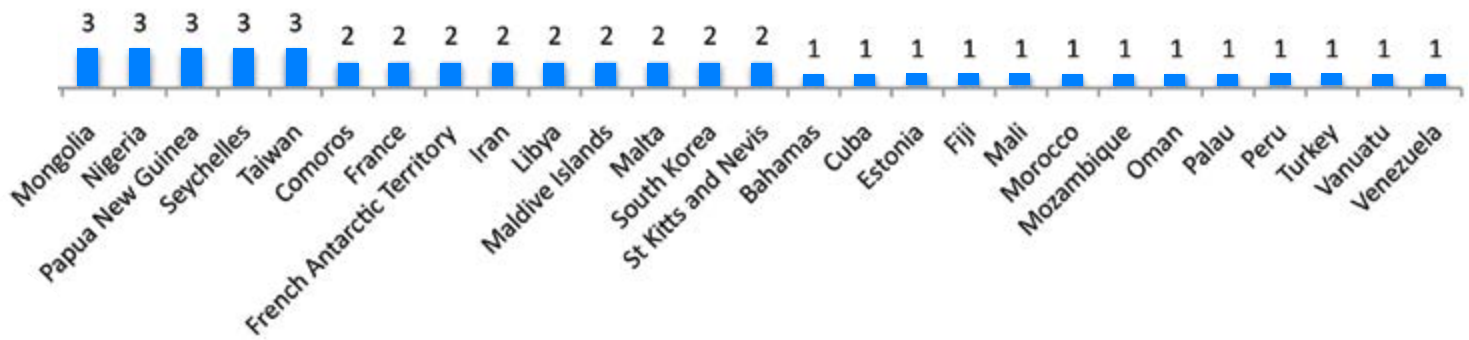 3 3 3 3 3 2 2 2 2 2 2 2 2 2 1 1 1 1 1 1 1 1 1 1 1 1 1
Mongolia
Nigeria
Papua New Guinea
Seychelles
Taiwan
Comoros
France
French Antarctic Territory
Iran
Libya
Maldive Islands
Malta
South Korea
St Kitts and Nevis
Bahamas
Cuba
Estonia
Fiji
Mali
Morocco
Mozambique
Oman
Palau
Peru
Turkey
Vanuatu
Venezuela